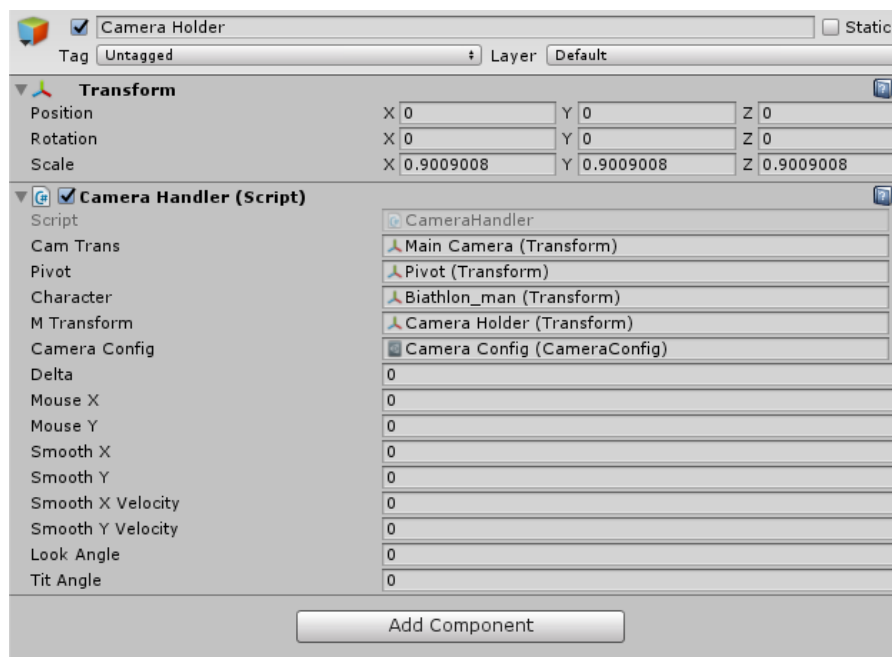 Camera Holder Static
Tag Untagged Layer Default
Transform
Position X 0 Y 0 Z 0
Rotation X 0 Y 0 Z 0
Scale X 0.9009008 Y 0.9009008 Z 0.9009008
Camera Handler (Script)
Script CameraHandler
Cam Trans Main Camera (Transform)
Pivot Pivot (Transform)
Character Biathlon_man (Transform)
M Transform Camera Holder (Transform)
Camera Config Camera Config (CameraConfig)
Delta 0
Mouse X 0
Mouse Y 0
Smooth X 0
Smooth Y 0
Smooth X Velocity 0
Smooth Y Velocity 0
Look Angle 0
Tit Angle 0
Add Component